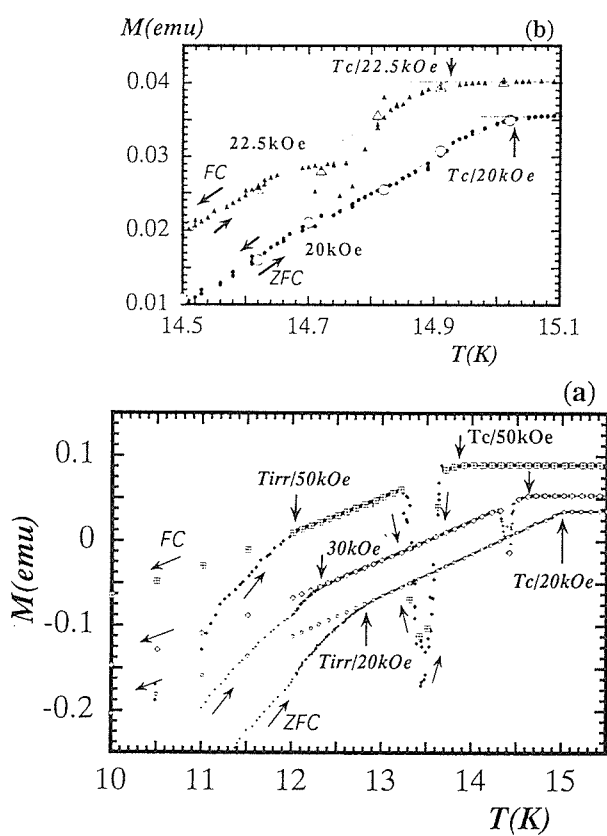 M(emu)
(b)
Tc/22.5kOe
0.04
22.5kOe
0.03
FC
Tc/20kOe
0.02
20kOe
ZFC
0.01
14.5
14.7
14.9
15.1
T(K)
(a)
Tc/50kOe
0.1
Tirr/50kOe
FC
30kOe
0
M(emu)
Tc/20kOe
-0.1
Tirr/20kOe
-0.2
ZFC
10
11
12
13
14
15
T(K)